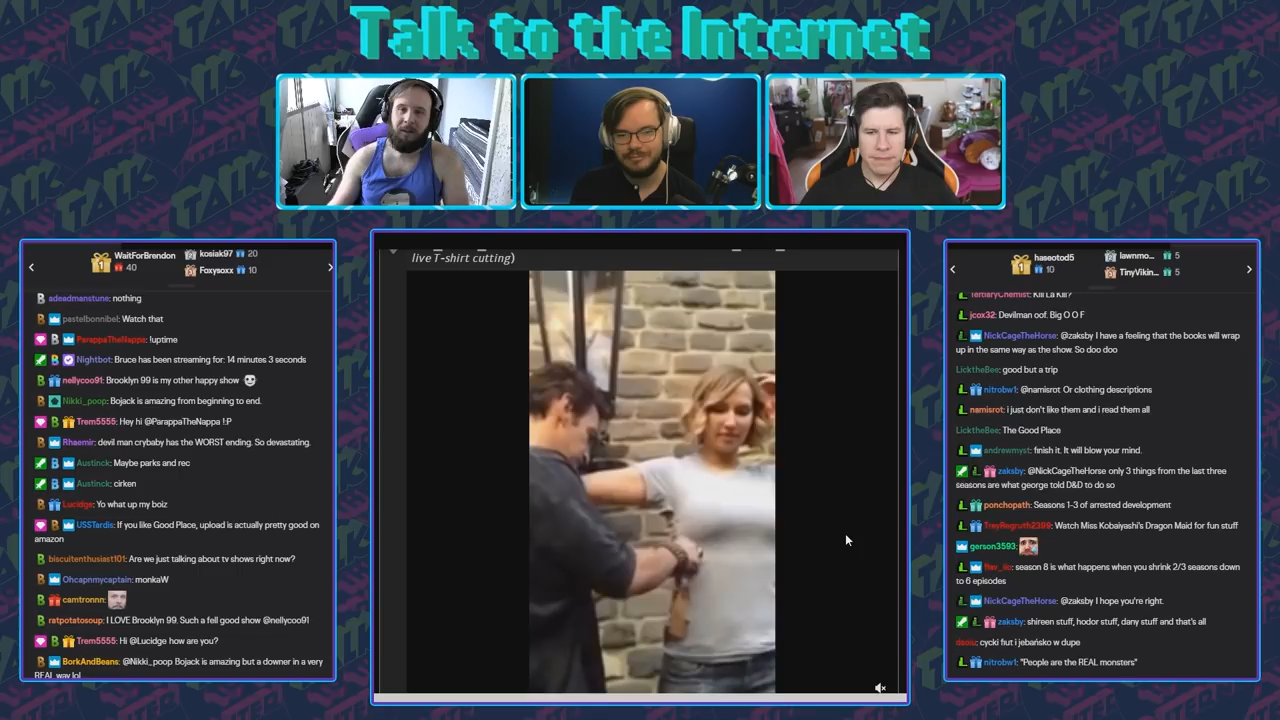 Talk to the Internet
WaitForBrendon
40
kosiak97 20
Foxysoxx 10
adeadmanstune: nothing
pastelbonnibel: Watch that
ParappaTheNappa: !uptime
Nightbot: Bruce has been streaming for: 14 minutes 3 seconds
nellycoo91: Brooklyn 99 is my other happy show
Nikki_poop: Bojack is amazing from beginning to end.
Trem5555: Hey hi @ParappaTheNappa !:P
Rhaemir: devil man crybaby has the WORST ending. So devastating.
Austinck: Maybe parks and rec
Austinck: cirken
Lucidge: Yo what up my boiz
USSTardis: If you like Good Place, upload is actually pretty good on
amazon
biscuitenthusiast101: Are we just talking about tv shows right now?
Ohcapnmycaptain: monkaW
camtronnn:
ratpotatosoup: I LOVE Brooklyn 99. Such a fell good show @nellycoo91
Trem5555: Hi @Lucidge how are you?
BorkAndBeans: @Nikki_poop Bojack is amazing but a downer in a very
REAL way lol
live T-shirt cutting)
haseotod5
10
lawnmo... 5
TinyVikin... 5
TertiaryChemist: Kill La Kill?
jcox32: Devilman oof. Big O O F
NickCageTheHorse: @zaksby I have a feeling that the books will wrap
up in the same way as the show. So doo doo
LicktheBee: good but a trip
nitrobw1: @namisrot Or clothing descriptions
namisrot: i just don't like them and i read them all
LicktheBee: The Good Place
andrewmyst: finish it. It will blow your mind.
zaksby: @NickCageTheHorse only 3 things from the last three
seasons are what george told D&D to do so
ponchopath: Seasons 1-3 of arrested development
TreyRegruth2399: Watch Miss Kobaiyashi's Dragon Maid for fun stuff
gerson3593:
season 8 is what happens when you shrink 2/3 seasons down
to 6 episodes
NickCageTheHorse: @zaksby I hope you're right.
zaksby: shireen stuff, hodor stuff, dany stuff and that's all
cycki fiut i jebańsko w dupe
nitrobw1: "People are the REAL monsters"